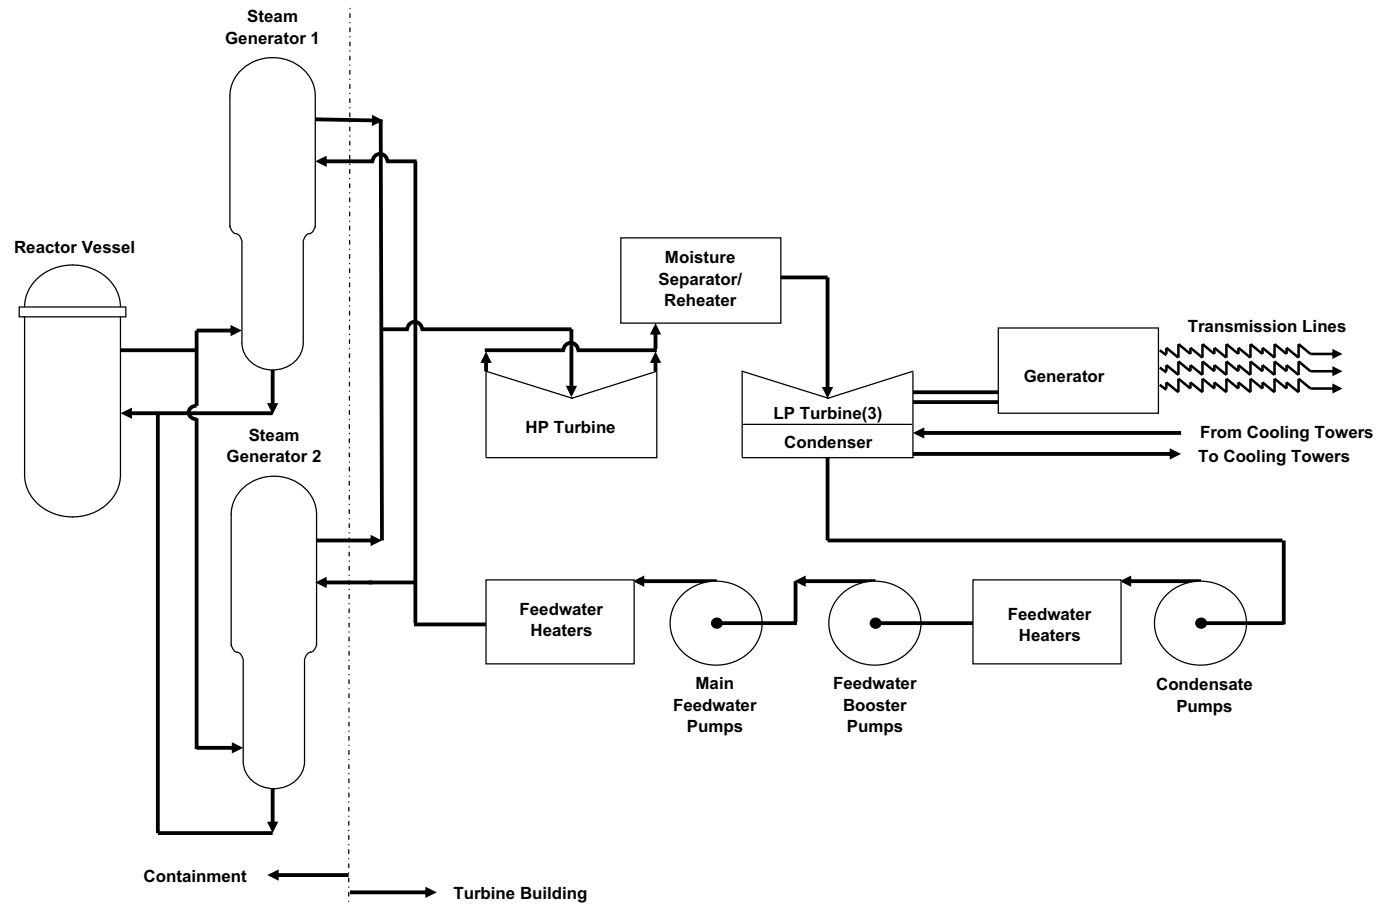 Steam
Generator 1
Reactor Vessel
Moisture
Separator/
Reheater
Transmission Lines
Generator
HP Turbine
LP Turbine(3)
Condenser
From Cooling Towers
To Cooling Towers
Steam
Generator 2
Feedwater
Heaters
Feedwater
Heaters
Main
Feedwater
Pumps
Feedwater
Booster
Pumps
Condensate
Pumps
Containment
Turbine Building